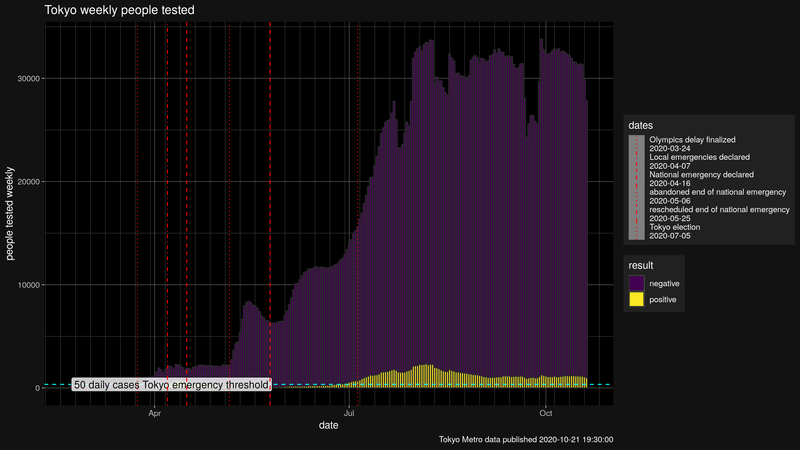 Tokyo weekly people tested
people tested weekly
30000
20000
10000
0
50 daily cases Tokyo emergency threshold
Apr
Jul
Oct
date
Tokyo Metro data published 2020-10-21 19:30:00
dates
Olympics delay finalized
2020-03-24
Local emergencies declared
2020-04-07
National emergency declared
2020-04-16
abandoned end of national emergency
2020-05-06
rescheduled end of national emergency
2020-05-25
Tokyo election
2020-07-05
result
negative
positive